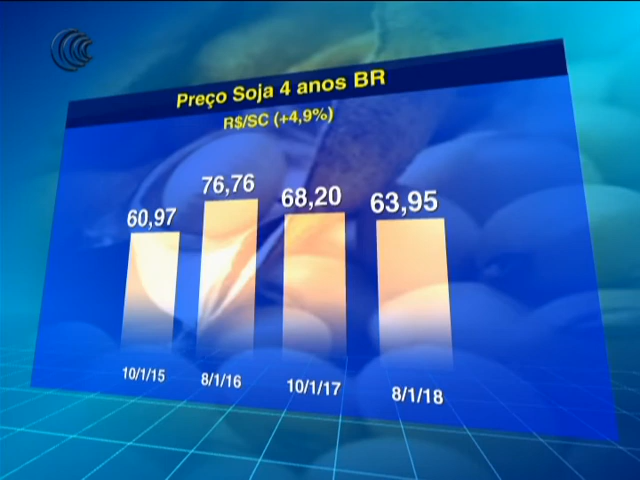 Preço Soja 4 anos BR
R$/SC (+4,9%)
60,97 76,76 68,20 63,95
10/1/15 8/1/16 10/1/17 8/1/18